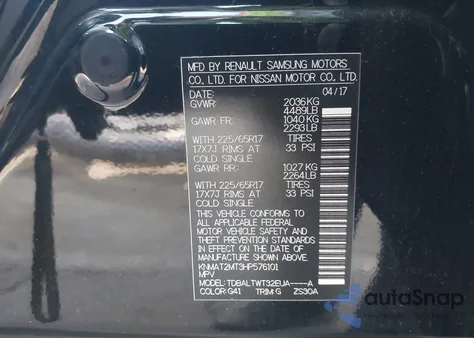 MFD BY RENAULT SAMSUNG MOTORS
CO., LTD. FOR NISSAN MOTOR CO., LTD.
DATE: 04/17
GVWR: 2036 KG
4489LB
GAWR FR: 1040 KG
2293LB
WITH 225/65R17 TIRES
17X7J RIMS AT 33 PSI
COLD SINGLE
GAWR RR: 1027 KG
2264LB
WITH 225/65R17 TIRES
17X7J RIMS AT 33 PSI
COLD SINGLE
THIS VEHICLE CONFORMS TO
ALL APPLICABLE FEDERAL
MOTOR VEHICLE SAFETY AND
THEFT PREVENTION STANDARDS
IN EFFECT ON THE DATE OF
MANUFACTURE SHOWN ABOVE.
KNMAT2MT3HP576101
MPV
MODEL: TDBALTWT32EUA----A
COLOR: G41 TRIM: G ZS30A
autoSnap